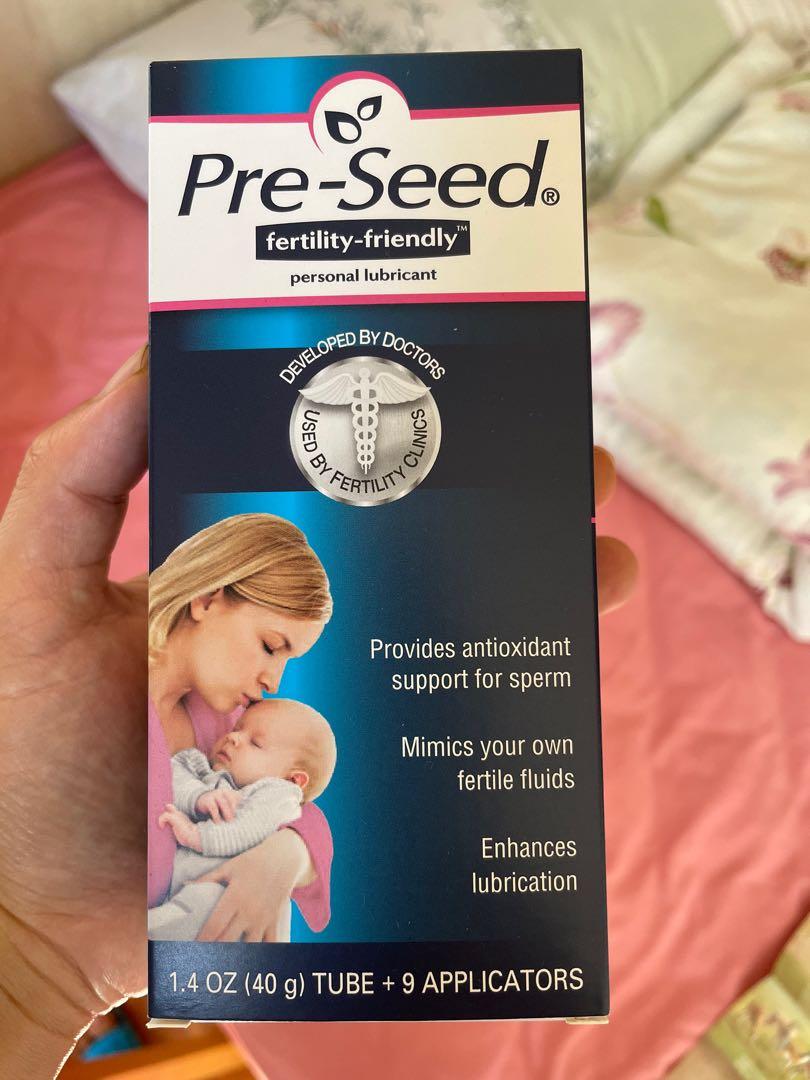 Pre-Seed®
fertility-friendly™
personal lubricant
DEVELOPED BY DOCTORS
USED BY FERTILITY CLINICS
Provides antioxidant
support for sperm
Mimics your own
fertile fluids
Enhances
lubrication
1.4 OZ (40 g) TUBE + 9 APPLICATORS